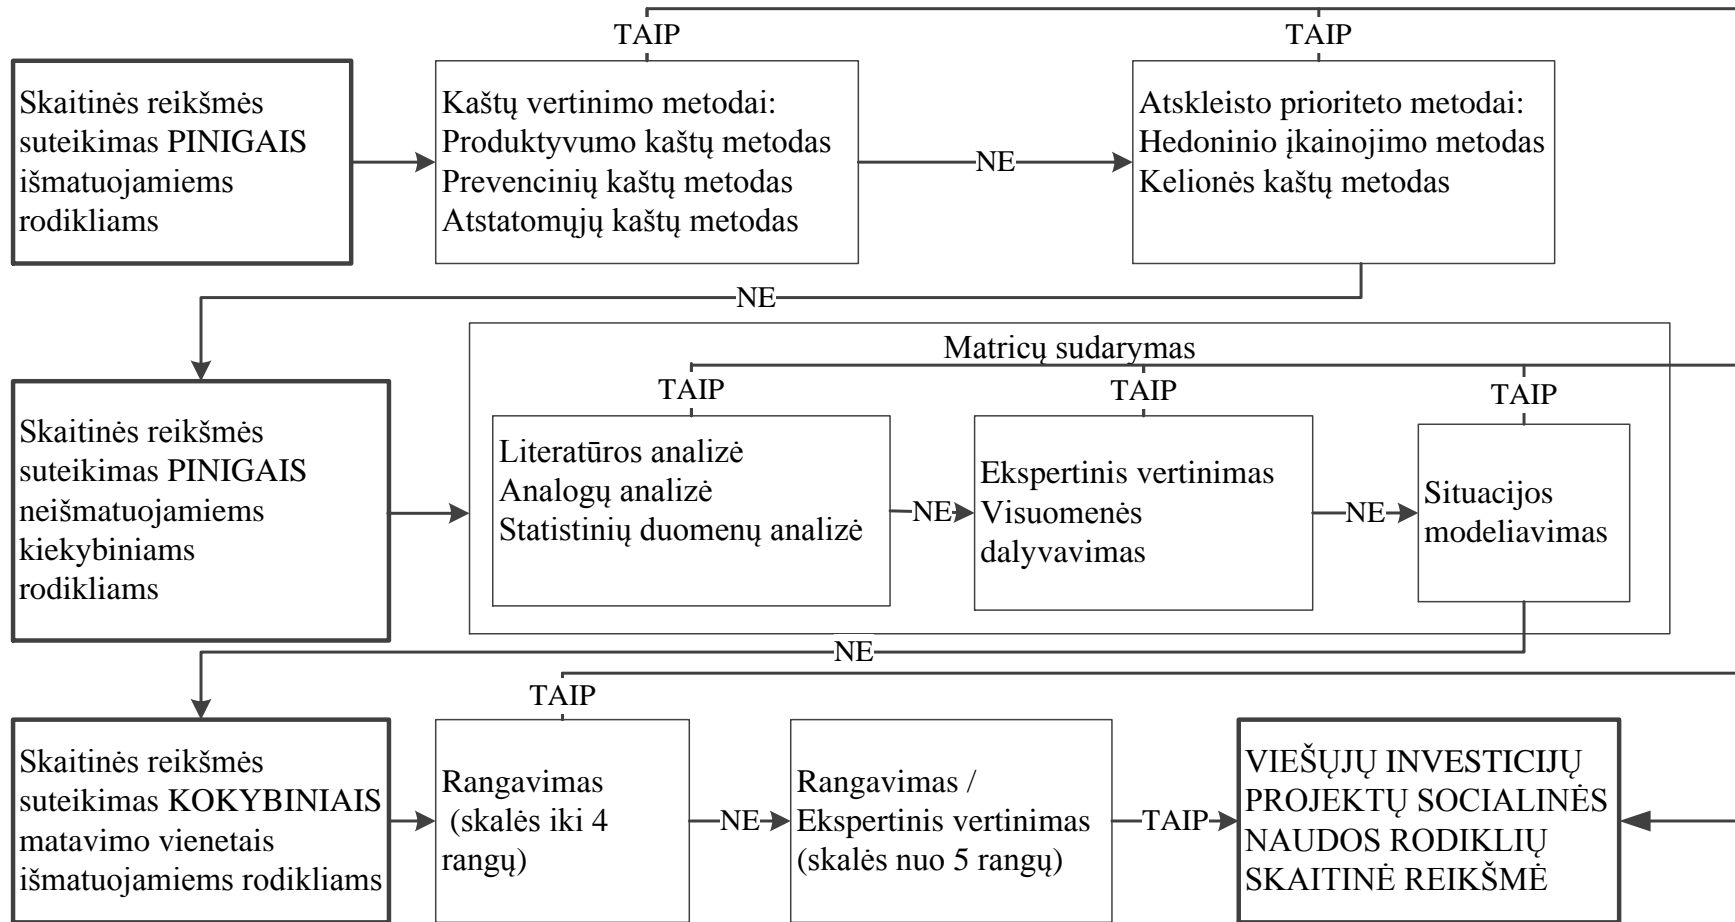 TAIP
TAIP
Skaitinės reikšmės
suteikimas PINIGAIS
išmatuojamiems
rodikliams
Kaštų vertinimo metodai:
Produktyvumo kaštų metodas
Prevencinių kaštų metodas
Atstatomųjų kaštų metodas
NE
Atskleisto prioriteto metodai:
Hedoninio įkainojimo metodas
Kelionės kaštų metodas
NE
Matricų sudarymas
TAIP
TAIP
TAIP
Skaitinės reikšmės
suteikimas PINIGAIS
neišmatuojamiems
kiekybiniams
rodikliams
Literatūros analizė
Analogų analizė
Statistinių duomenų analizė
NE
Ekspertinis vertinimas
Visuomenės
dalyvavimas
NE
Situacijos
modeliavimas
NE
TAIP
Skaitinės reikšmės
suteikimas KOKYBINIAIS
matavimo vienetais
išmatuojamiems rodikliams
Rangavimas
(skalės iki 4
rangų)
NE
Rangavimas /
Ekspertinis vertinimas
(skalės nuo 5 rangų)
TAIP
VIEŠŲJŲ INVESTICIJŲ
PROJEKTŲ SOCIALINĖS
NAUDOS RODIKLIŲ
SKAITINĖ REIKŠMĖ